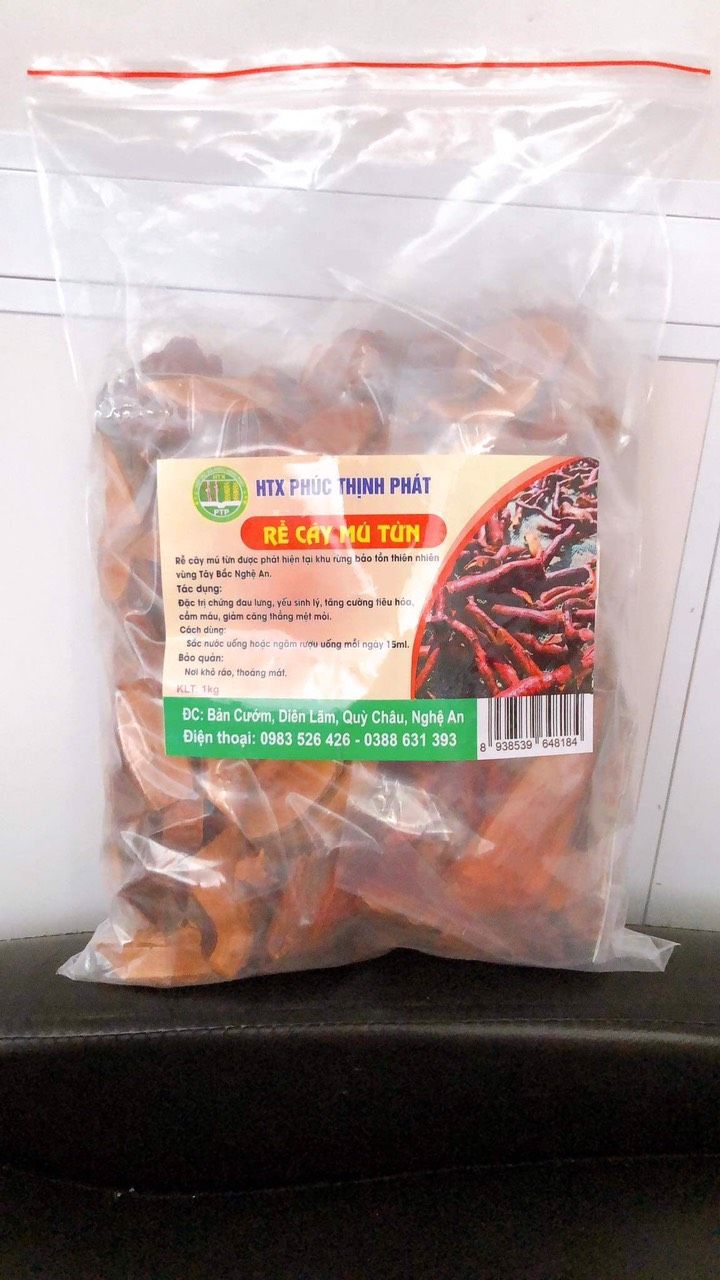 HTX
PTP
HTX PHÚC THỊNH PHÁT
RỄ CÂY MÚ TỪN
Rễ cây mú từn được phát hiện tại khu rừng bảo tồn thiên nhiên
vùng Tây Bắc Nghệ An.
Tác dụng:
Đặc trị chứng đau lưng, yếu sinh lý, tăng cường tiêu hóa,
cầm máu, giảm căng thẳng mệt mỏi.
Cách dùng:
Sắc nước uống hoặc ngâm rượu uống mỗi ngày 15ml.
Bảo quản:
Nơi khô ráo, thoáng mát.
KLT: 1kg
ĐC: Bản Cướm, Diên Lãm, Quỳ Châu, Nghệ An
Điện thoại: 0983 526 426 - 0388 631 393
8 938539 648184